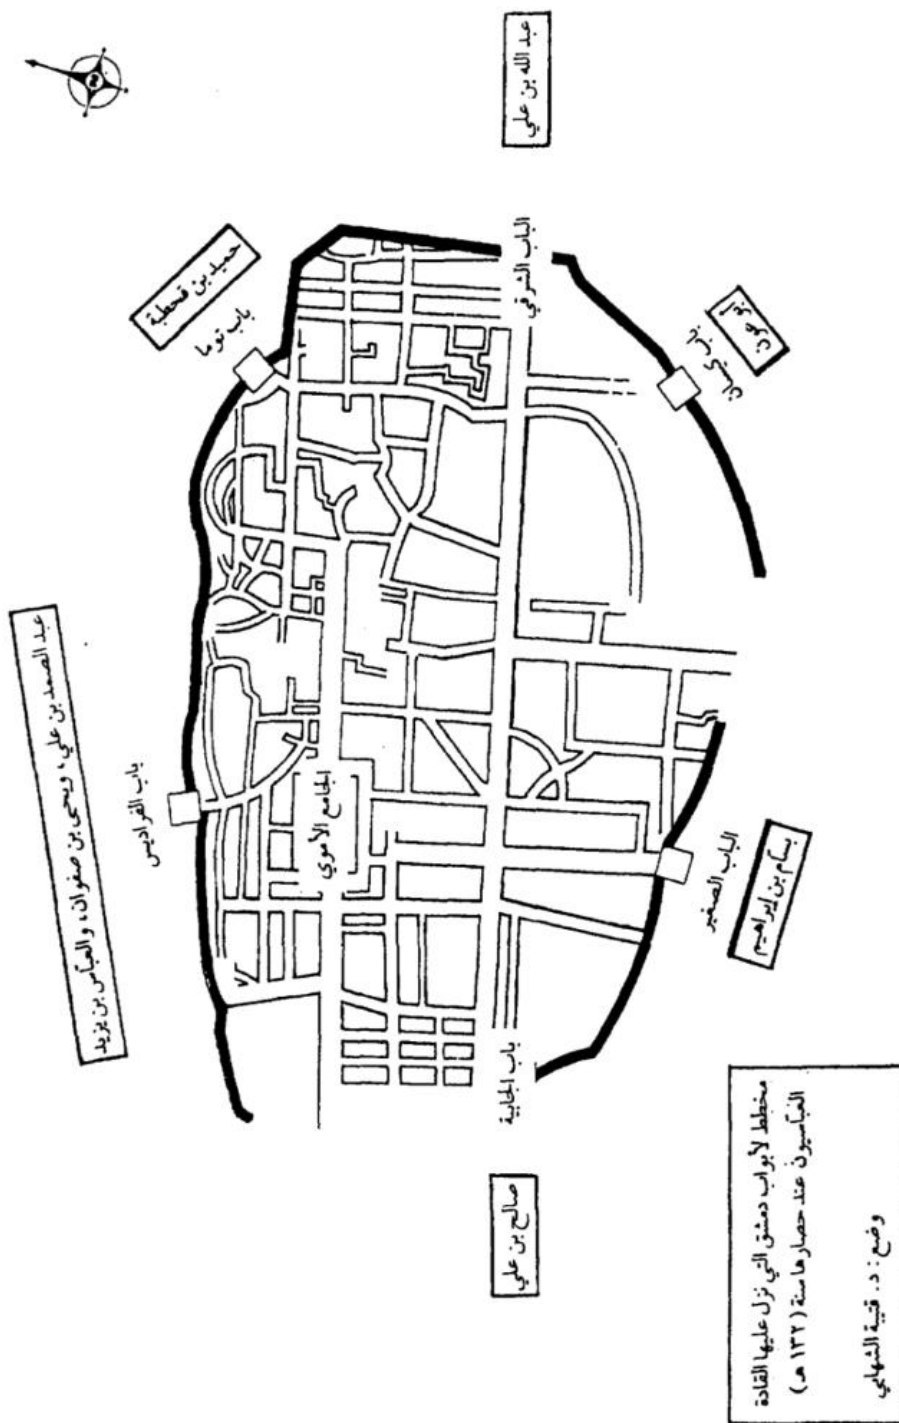 عبد الله بن علي
الباب الشرقي
حميد بن قحطبة
باب توما
أبو عون
باب كيسان
عبد الصمد بن علي، ويحيى بن صفوان، والعباس بن يزيد
باب الفراديس
الجامع الأموي
الباب الصغير
بسام بن إبراهيم
باب الجابية
صالح بن علي
مخطط لأبواب دمشق التي نزل عليها القادة
العباسيون عند حصارها سنة (١٣٢ هـ)
وضع: د. قتيبة الشهابي